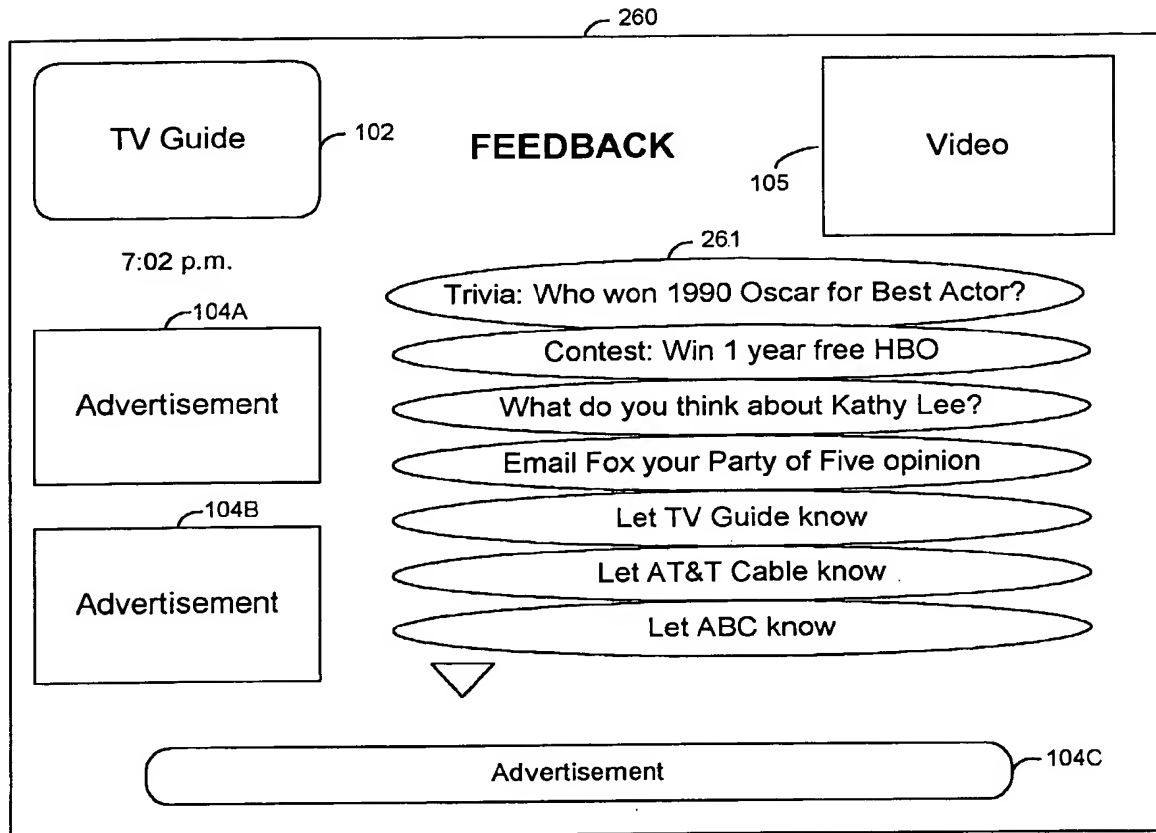 260
TV Guide
102
FEEDBACK
Video
105
7:02 p.m.
261
Trivia: Who won 1990 Oscar for Best Actor?
104A
Contest: Win 1 year free HBO
Advertisement
What do you think about Kathy Lee?
Email Fox your Party of Five opinion
104B
Let TV Guide know
Advertisement
Let AT&T Cable know
Let ABC know
Advertisement
104C